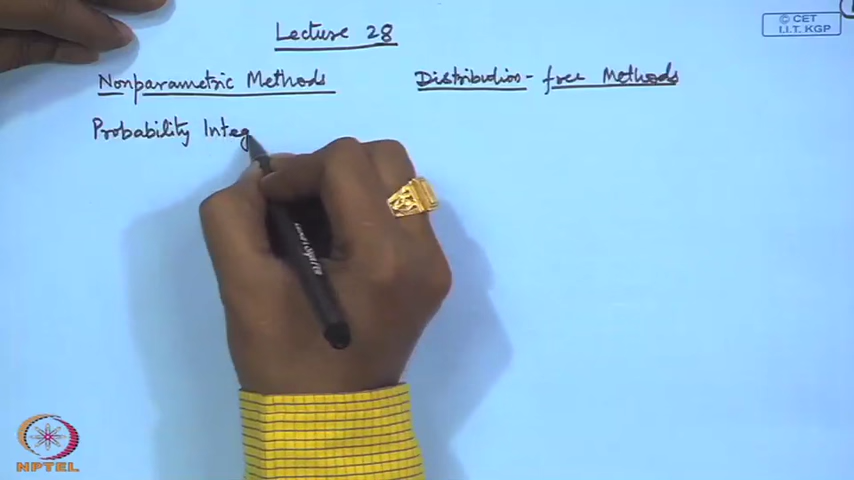 Lecture 28
© CET
I.I.T. KGP
Nonparametric Methods
Distribution-free Methods
Probability Integ
NPTEL